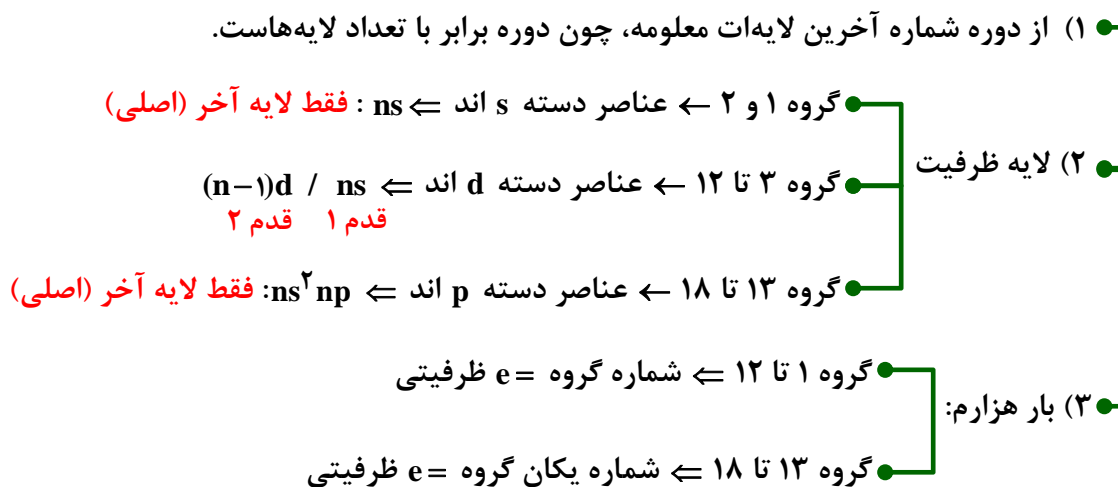 ۱) از دوره شماره آخرین لایه‌ات معلومه، چون دوره برابر با تعداد لایه‌هاست.
۲) لایه ظرفیت
گروه ۱ و ۲ ← عناصر دسته s اند ⇐ ns : فقط لایه آخر (اصلی)
گروه ۳ تا ۱۲ ← عناصر دسته d اند ⇐ (n−۱)d / ns
قدم ۱ قدم ۲
گروه ۱۳ تا ۱۸ ← عناصر دسته p اند ⇐ ns²np: فقط لایه آخر (اصلی)
۳) بار هزارم:
گروه ۱ تا ۱۲ ⇐ شماره گروه = e ظرفیتی
گروه ۱۳ تا ۱۸ ⇐ شماره یکان گروه = e ظرفیتی